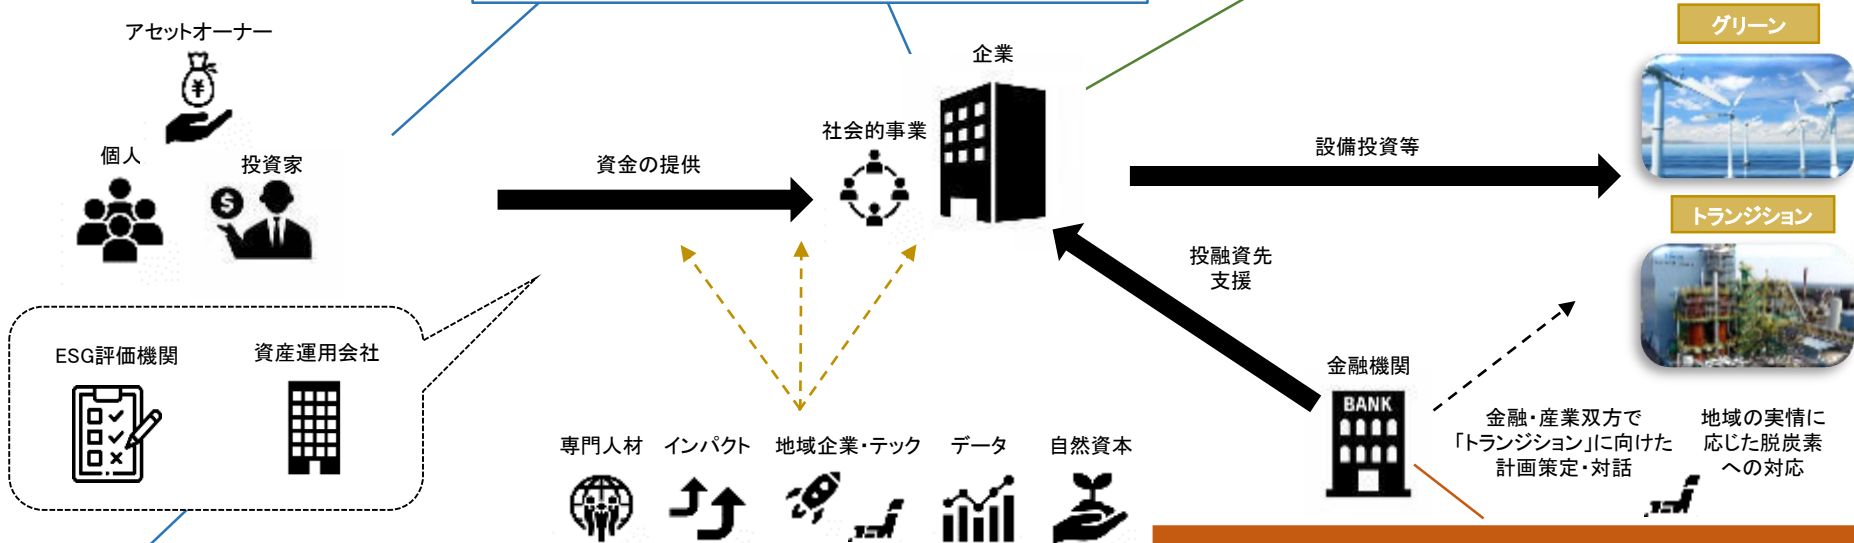 アセットオーナー
個人
投資家
ESG評価機関
資産運用会社
資金の提供
社会的事業
企業
設備投資等
グリーン
トランジション
投融資先
支援
金融機関
BANK
金融・産業双方で
「トランジション」に向けた
計画策定・対話
地域の実情に
応じた脱炭素
への対応
専門人材
インパクト
地域企業・テック
データ
自然資本